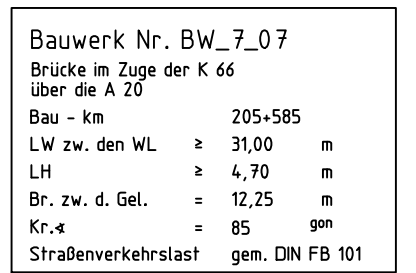 Bauwerk Nr. BW_7_07
Brücke im Zuge der K 66
über die A 20
Bau - km 205+585
LW zw. den WL ≥ 31,00 m
LH ≥ 4,70 m
Br. zw. d. Gel. = 12,25 m
Kr.∢ = 85 gon
Straßenverkehrslast gem. DIN FB 101